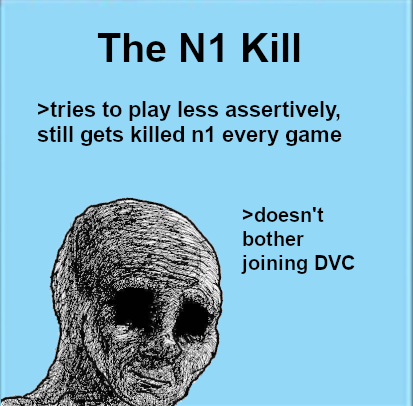 The N1 Kill
>tries to play less assertively,
still gets killed n1 every game
>doesn't
bother
joining DVC